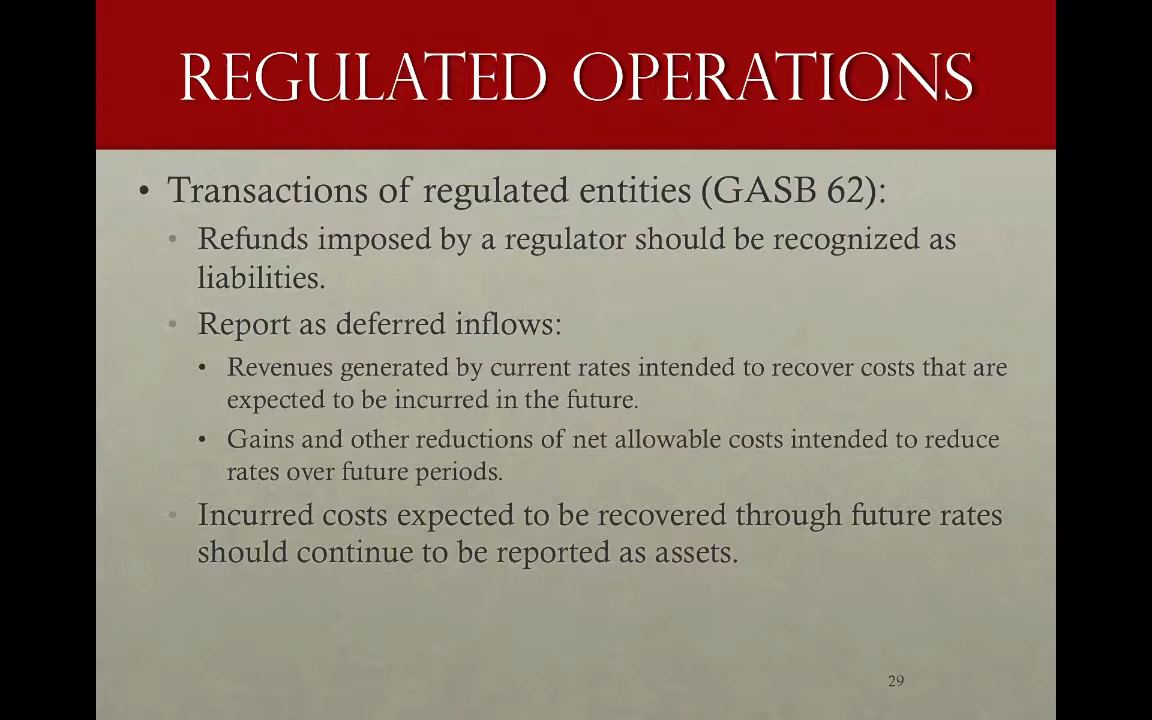 REGULATED OPERATIONS
• Transactions of regulated entities (GASB 62):
• Refunds imposed by a regulator should be recognized as
liabilities.
• Report as deferred inflows:
• Revenues generated by current rates intended to recover costs that are
expected to be incurred in the future.
• Gains and other reductions of net allowable costs intended to reduce
rates over future periods.
• Incurred costs expected to be recovered through future rates
should continue to be reported as assets.
29